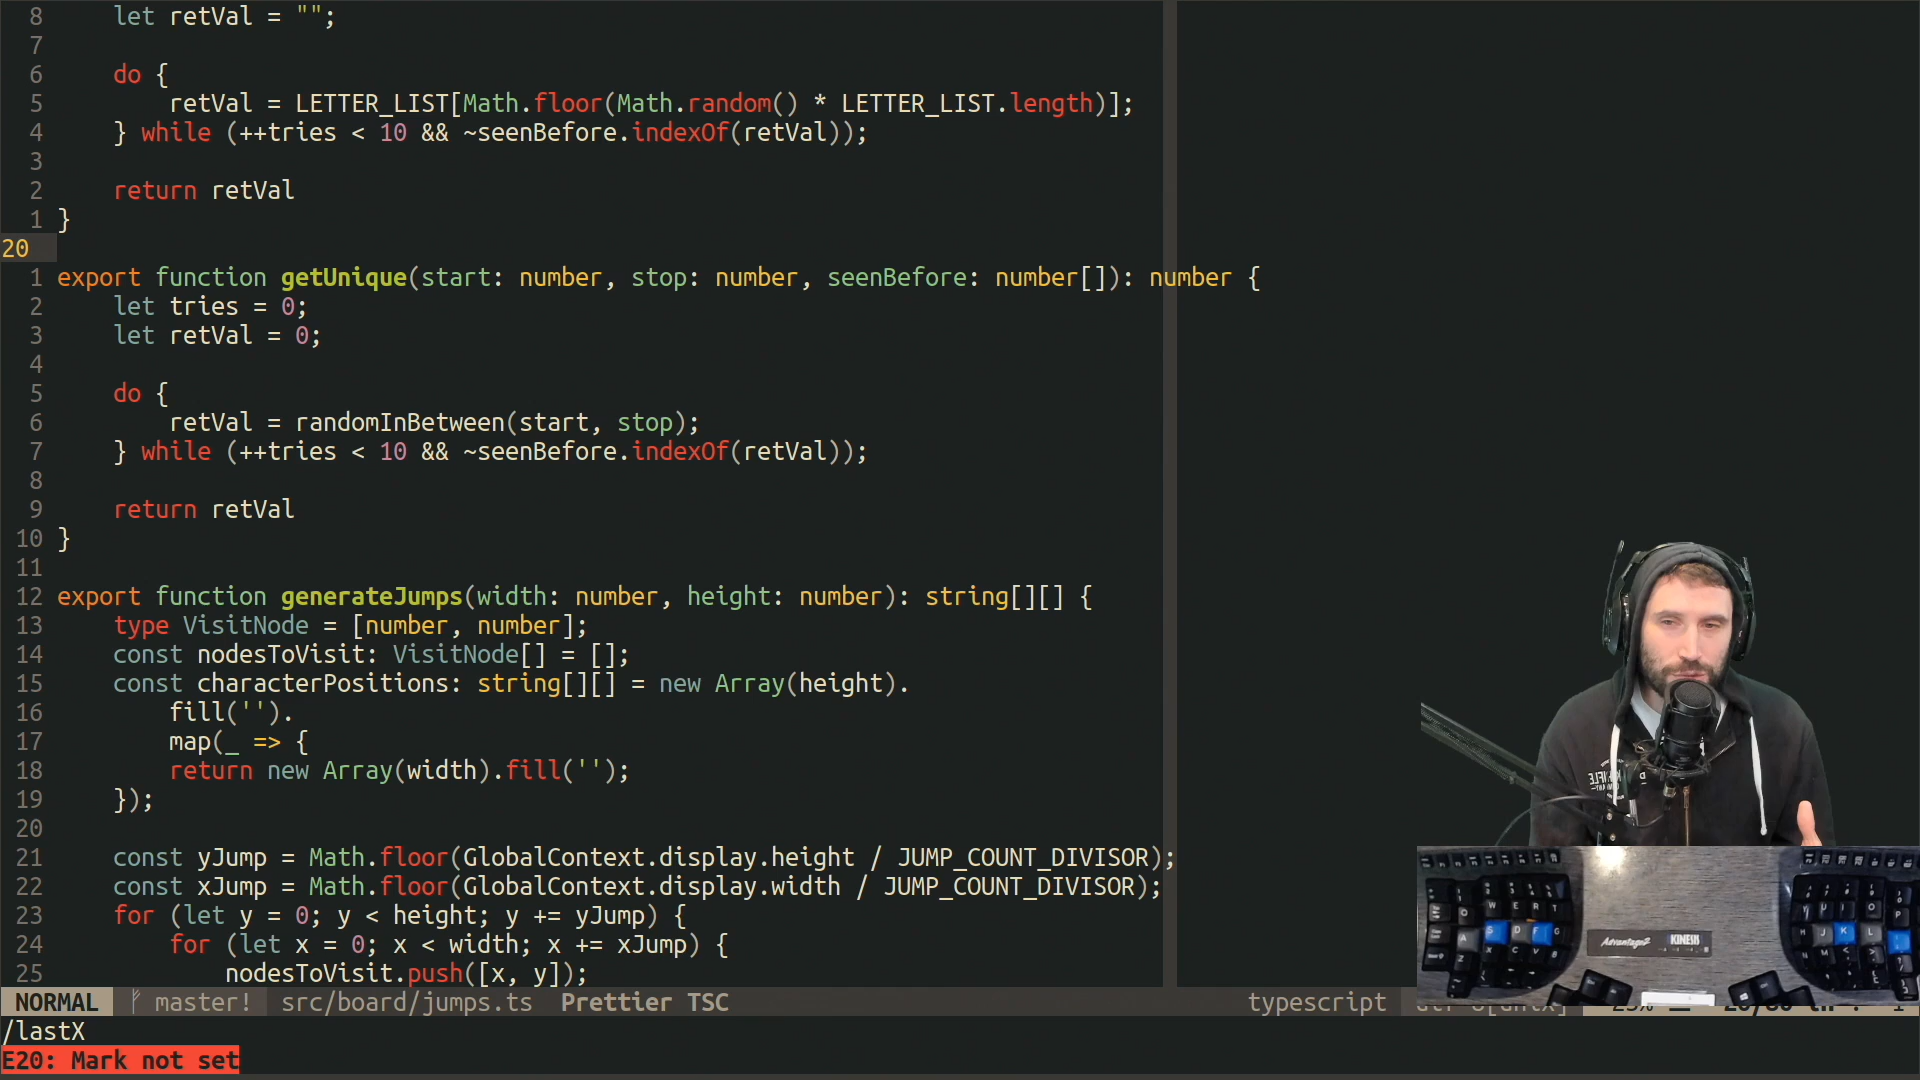 8     let retVal = "";
7
6     do {
5         retVal = LETTER_LIST[Math.floor(Math.random() * LETTER_LIST.length)];
4     } while (++tries < 10 && ~seenBefore.indexOf(retVal));
3
2     return retVal
1 }
20
1 export function getUnique(start: number, stop: number, seenBefore: number[]): number {
2     let tries = 0;
3     let retVal = 0;
4
5     do {
6         retVal = randomInBetween(start, stop);
7     } while (++tries < 10 && ~seenBefore.indexOf(retVal));
8
9     return retVal
10 }
11
12 export function generateJumps(width: number, height: number): string[][] {
13     type VisitNode = [number, number];
14     const nodesToVisit: VisitNode[] = [];
15     const characterPositions: string[][] = new Array(height).
16         fill('').
17         map(_ => {
18         return new Array(width).fill('');
19     });
20
21     const yJump = Math.floor(GlobalContext.display.height / JUMP_COUNT_DIVISOR);
22     const xJump = Math.floor(GlobalContext.display.width / JUMP_COUNT_DIVISOR);
23     for (let y = 0; y < height; y += yJump) {
24         for (let x = 0; x < width; x += xJump) {
25             nodesToVisit.push([x, y]);
Advantage2 KINESIS
NORMAL master! src/board/jumps.ts Prettier TSC typescript
/lastX
E20: Mark not set